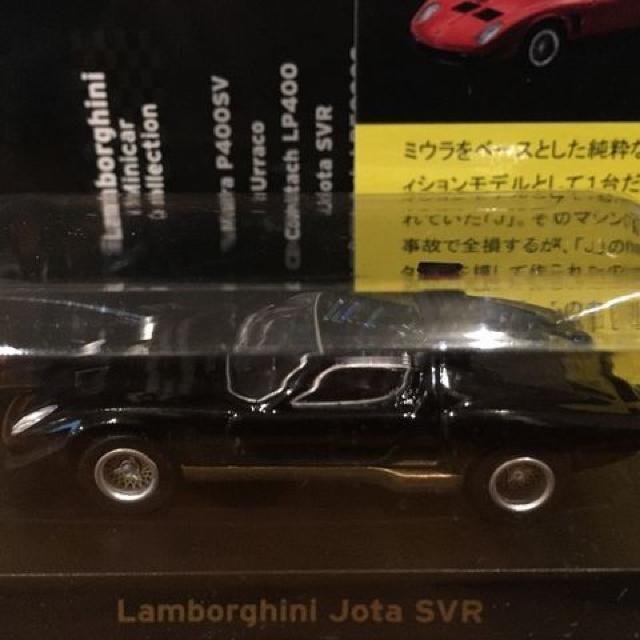 Lamborghini
Minicar
Collection
Miura P400SV
Urraco
Countach LP400
Jota SVR
ミウラをベースとした純粋な
ィションモデルとして1台だ
れていた「J」。そのマシン
事故で全損するが、「J」の
Lamborghini Jota SVR